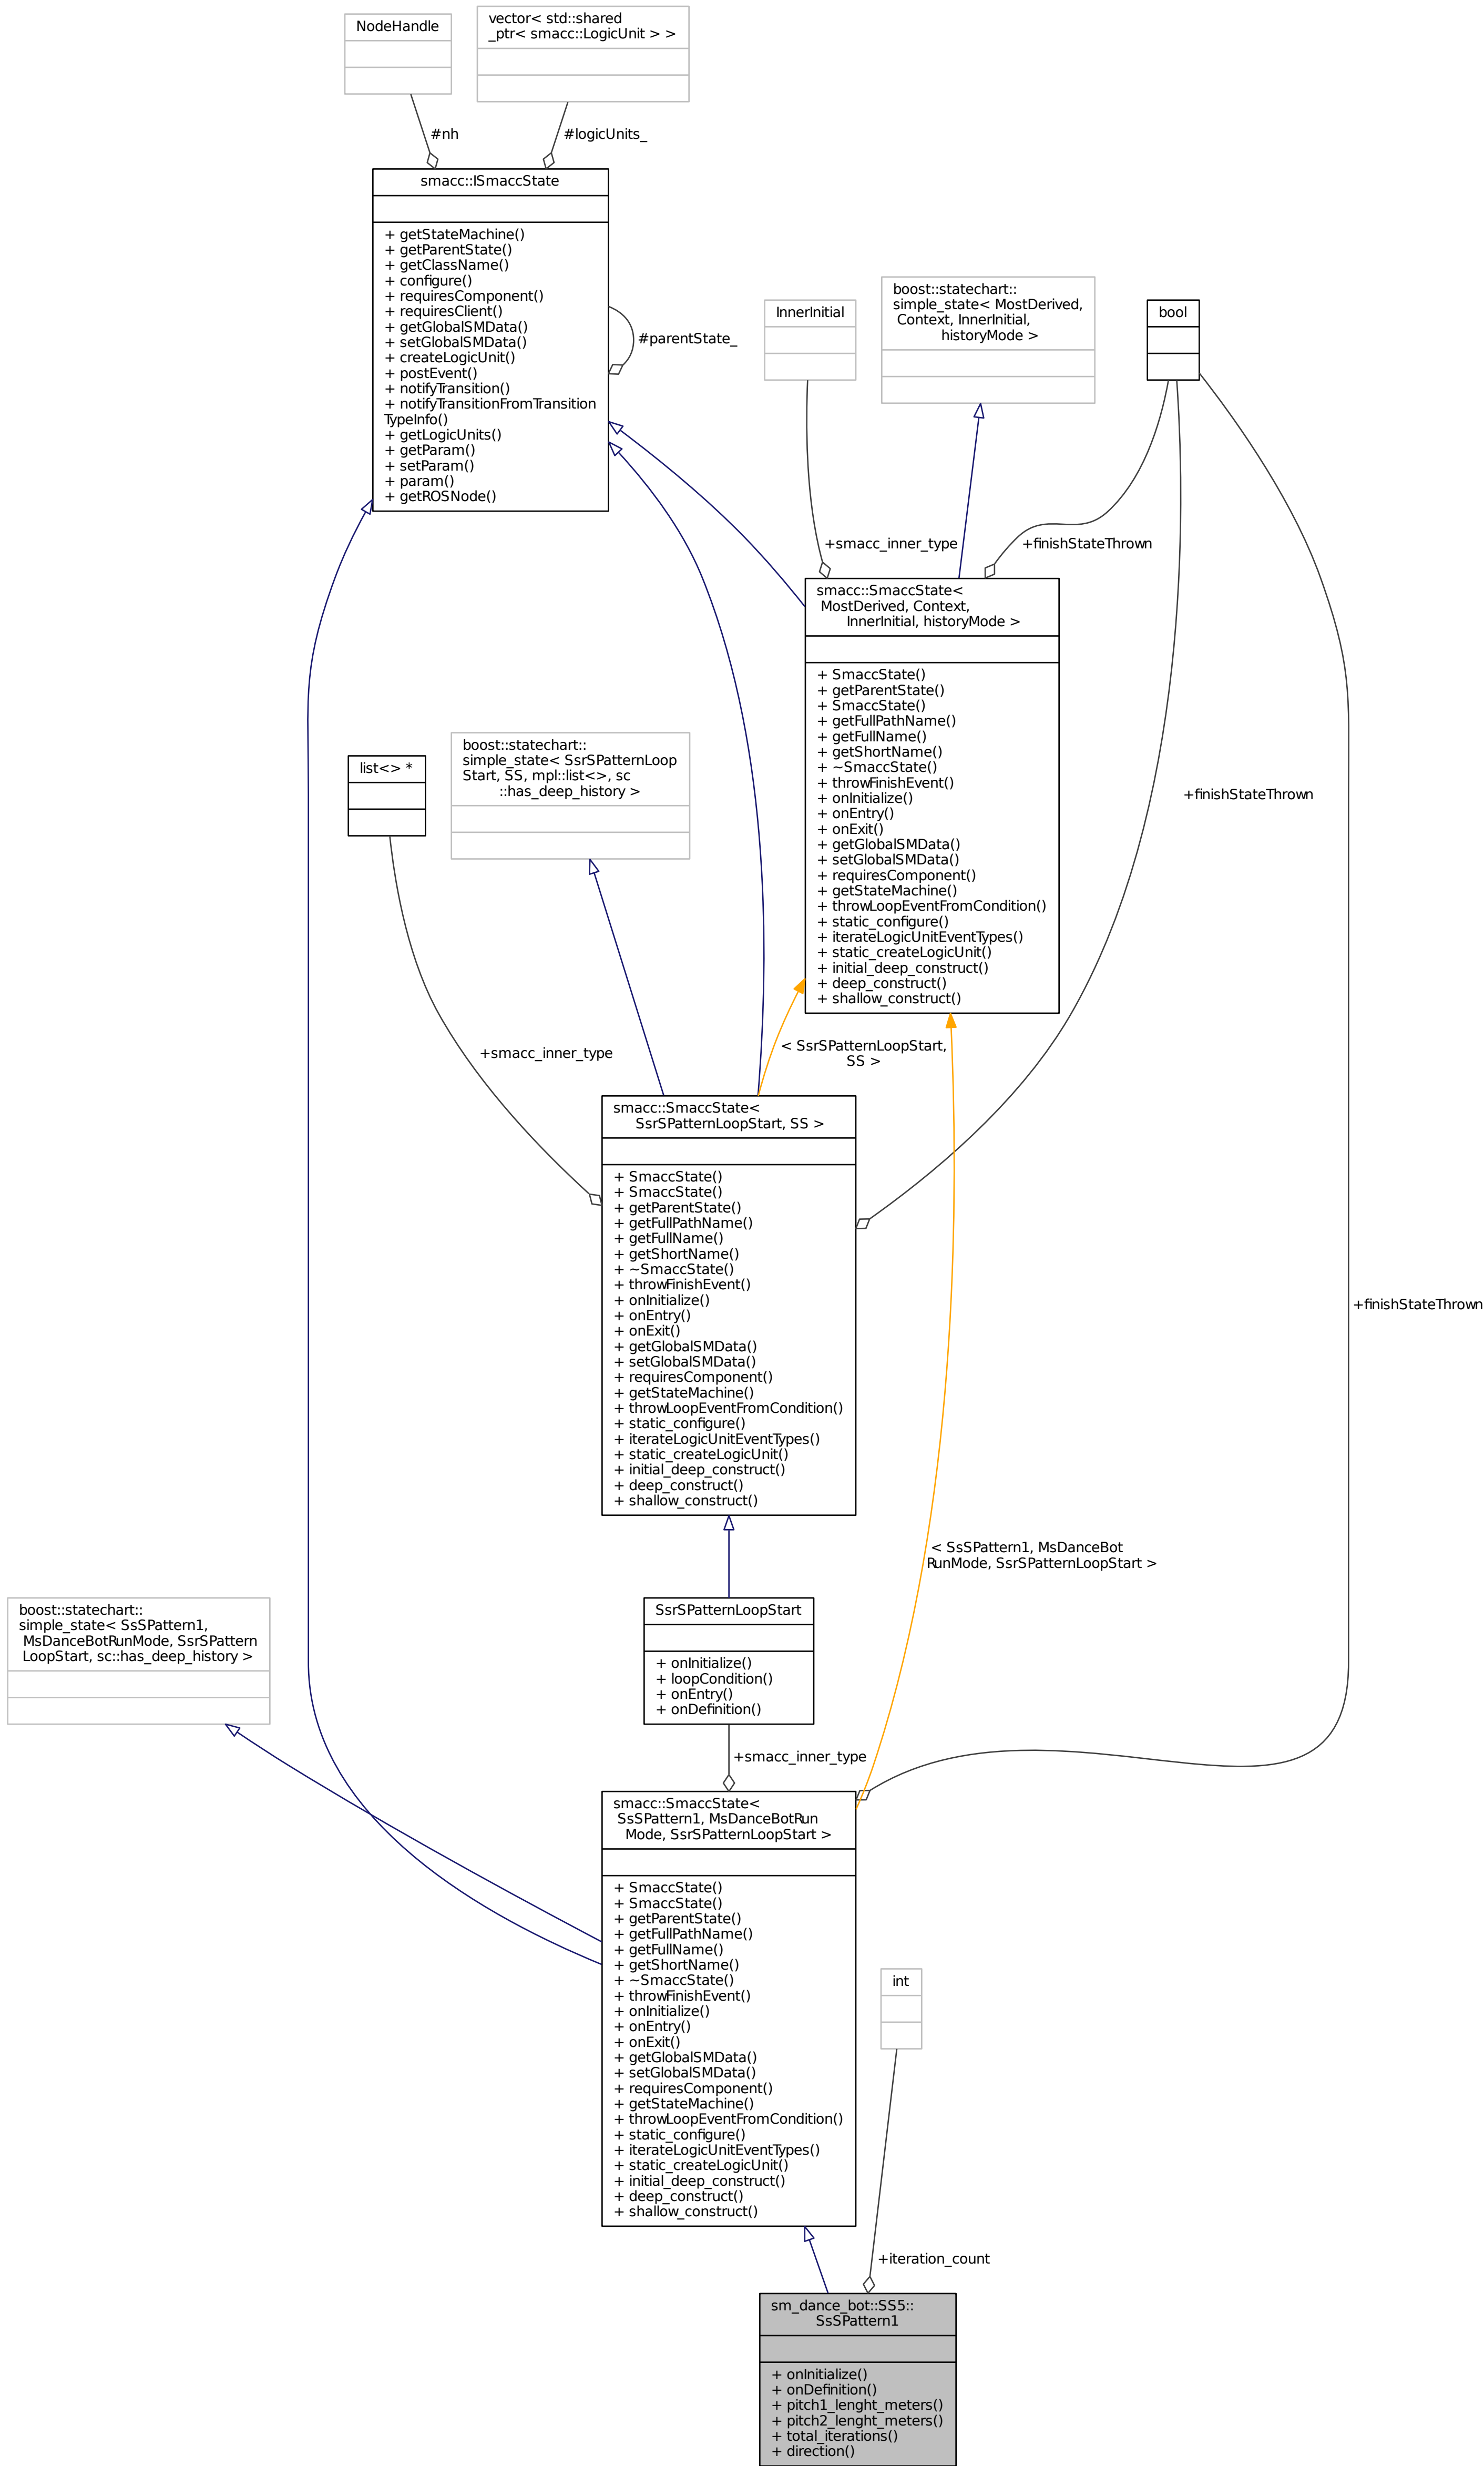 NodeHandle
vector< std::shared
_ptr< smacc::LogicUnit > >
#nh
#logicUnits_
smacc::ISmaccState
+ getStateMachine()
+ getParentState()
+ getClassName()
+ configure()
+ requiresComponent()
+ requiresClient()
+ getGlobalSMData()
+ setGlobalSMData()
+ createLogicUnit()
+ postEvent()
+ notifyTransition()
+ notifyTransitionFromTransition
TypeInfo()
+ getLogicUnits()
+ getParam()
+ setParam()
+ param()
+ getROSNode()
#parentState_
InnerInitial
boost::statechart::
simple_state< MostDerived,
Context, InnerInitial,
historyMode >
bool
+smacc_inner_type
+finishStateThrown
smacc::SmaccState<
MostDerived, Context,
InnerInitial, historyMode >
+ SmaccState()
+ getParentState()
+ SmaccState()
+ getFullPathName()
+ getFullName()
+ getShortName()
+ ~SmaccState()
+ throwFinishEvent()
+ onInitialize()
+ onEntry()
+ onExit()
+ getGlobalSMData()
+ setGlobalSMData()
+ requiresComponent()
+ getStateMachine()
+ throwLoopEventFromCondition()
+ static_configure()
+ iterateLogicUnitEventTypes()
+ static_createLogicUnit()
+ initial_deep_construct()
+ deep_construct()
+ shallow_construct()
list<> *
boost::statechart::
simple_state< SsrSPatternLoop
Start, SS, mpl::list<>, sc
::has_deep_history >
+finishStateThrown
+smacc_inner_type
< SsrSPatternLoopStart,
SS >
smacc::SmaccState<
SsrSPatternLoopStart, SS >
+ SmaccState()
+ SmaccState()
+ getParentState()
+ getFullPathName()
+ getFullName()
+ getShortName()
+ ~SmaccState()
+ throwFinishEvent()
+ onInitialize()
+ onEntry()
+ onExit()
+ getGlobalSMData()
+ setGlobalSMData()
+ requiresComponent()
+ getStateMachine()
+ throwLoopEventFromCondition()
+ static_configure()
+ iterateLogicUnitEventTypes()
+ static_createLogicUnit()
+ initial_deep_construct()
+ deep_construct()
+ shallow_construct()
+finishStateThrown
< SsSPattern1, MsDanceBot
RunMode, SsrSPatternLoopStart >
SsrSPatternLoopStart
+ onInitialize()
+ loopCondition()
+ onEntry()
+ onDefinition()
boost::statechart::
simple_state< SsSPattern1,
MsDanceBotRunMode, SsrSPattern
LoopStart, sc::has_deep_history >
+smacc_inner_type
smacc::SmaccState<
SsSPattern1, MsDanceBotRun
Mode, SsrSPatternLoopStart >
+ SmaccState()
+ SmaccState()
+ getParentState()
+ getFullPathName()
+ getFullName()
+ getShortName()
+ ~SmaccState()
+ throwFinishEvent()
+ onInitialize()
+ onEntry()
+ onExit()
+ getGlobalSMData()
+ setGlobalSMData()
+ requiresComponent()
+ getStateMachine()
+ throwLoopEventFromCondition()
+ static_configure()
+ iterateLogicUnitEventTypes()
+ static_createLogicUnit()
+ initial_deep_construct()
+ deep_construct()
+ shallow_construct()
int
+iteration_count
sm_dance_bot::SS5::
SsSPattern1
+ onInitialize()
+ onDefinition()
+ pitch1_lenght_meters()
+ pitch2_lenght_meters()
+ total_iterations()
+ direction()